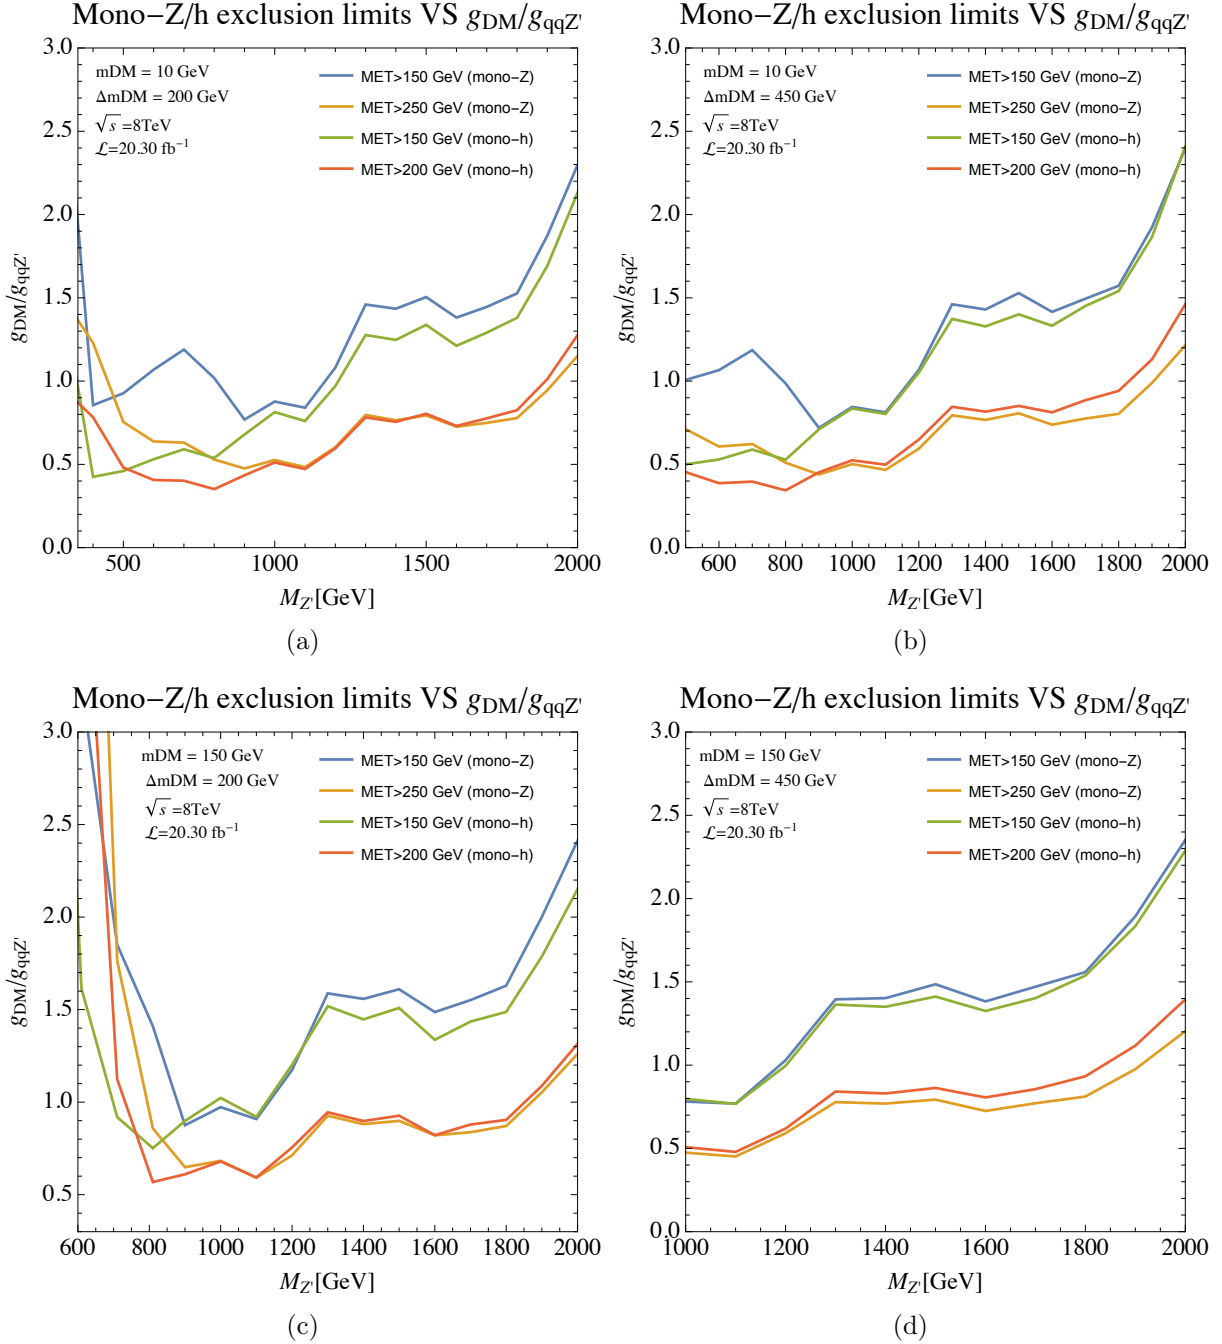 Mono−Z/h exclusion limits VS gDM/gqqZ'
mDM = 10 GeV
ΔmDM = 200 GeV
√s =8TeV
ℒ=20.30 fb⁻¹
MET>150 GeV (mono-Z)
MET>250 GeV (mono-Z)
MET>150 GeV (mono-h)
MET>200 GeV (mono-h)
3.0
2.5
2.0
1.5
1.0
0.5
0.0
gDM/gqqZ'
500
1000
1500
2000
MZ'[GeV]
(a)
Mono−Z/h exclusion limits VS gDM/gqqZ'
mDM = 10 GeV
ΔmDM = 450 GeV
√s =8TeV
ℒ=20.30 fb⁻¹
MET>150 GeV (mono-Z)
MET>250 GeV (mono-Z)
MET>150 GeV (mono-h)
MET>200 GeV (mono-h)
3.0
2.5
2.0
1.5
1.0
0.5
0.0
gDM/gqqZ'
600
800
1000
1200
1400
1600
1800
2000
MZ'[GeV]
(b)
Mono−Z/h exclusion limits VS gDM/gqqZ'
mDM = 150 GeV
ΔmDM = 200 GeV
√s =8TeV
ℒ=20.30 fb⁻¹
MET>150 GeV (mono-Z)
MET>250 GeV (mono-Z)
MET>150 GeV (mono-h)
MET>200 GeV (mono-h)
3.0
2.5
2.0
1.5
1.0
0.5
gDM/gqqZ'
600
800
1000
1200
1400
1600
1800
2000
MZ'[GeV]
(c)
Mono−Z/h exclusion limits VS gDM/gqqZ'
mDM = 150 GeV
ΔmDM = 450 GeV
√s =8TeV
ℒ=20.30 fb⁻¹
MET>150 GeV (mono-Z)
MET>250 GeV (mono-Z)
MET>150 GeV (mono-h)
MET>200 GeV (mono-h)
3.0
2.5
2.0
1.5
1.0
0.5
0.0
gDM/gqqZ'
1000
1200
1400
1600
1800
2000
MZ'[GeV]
(d)